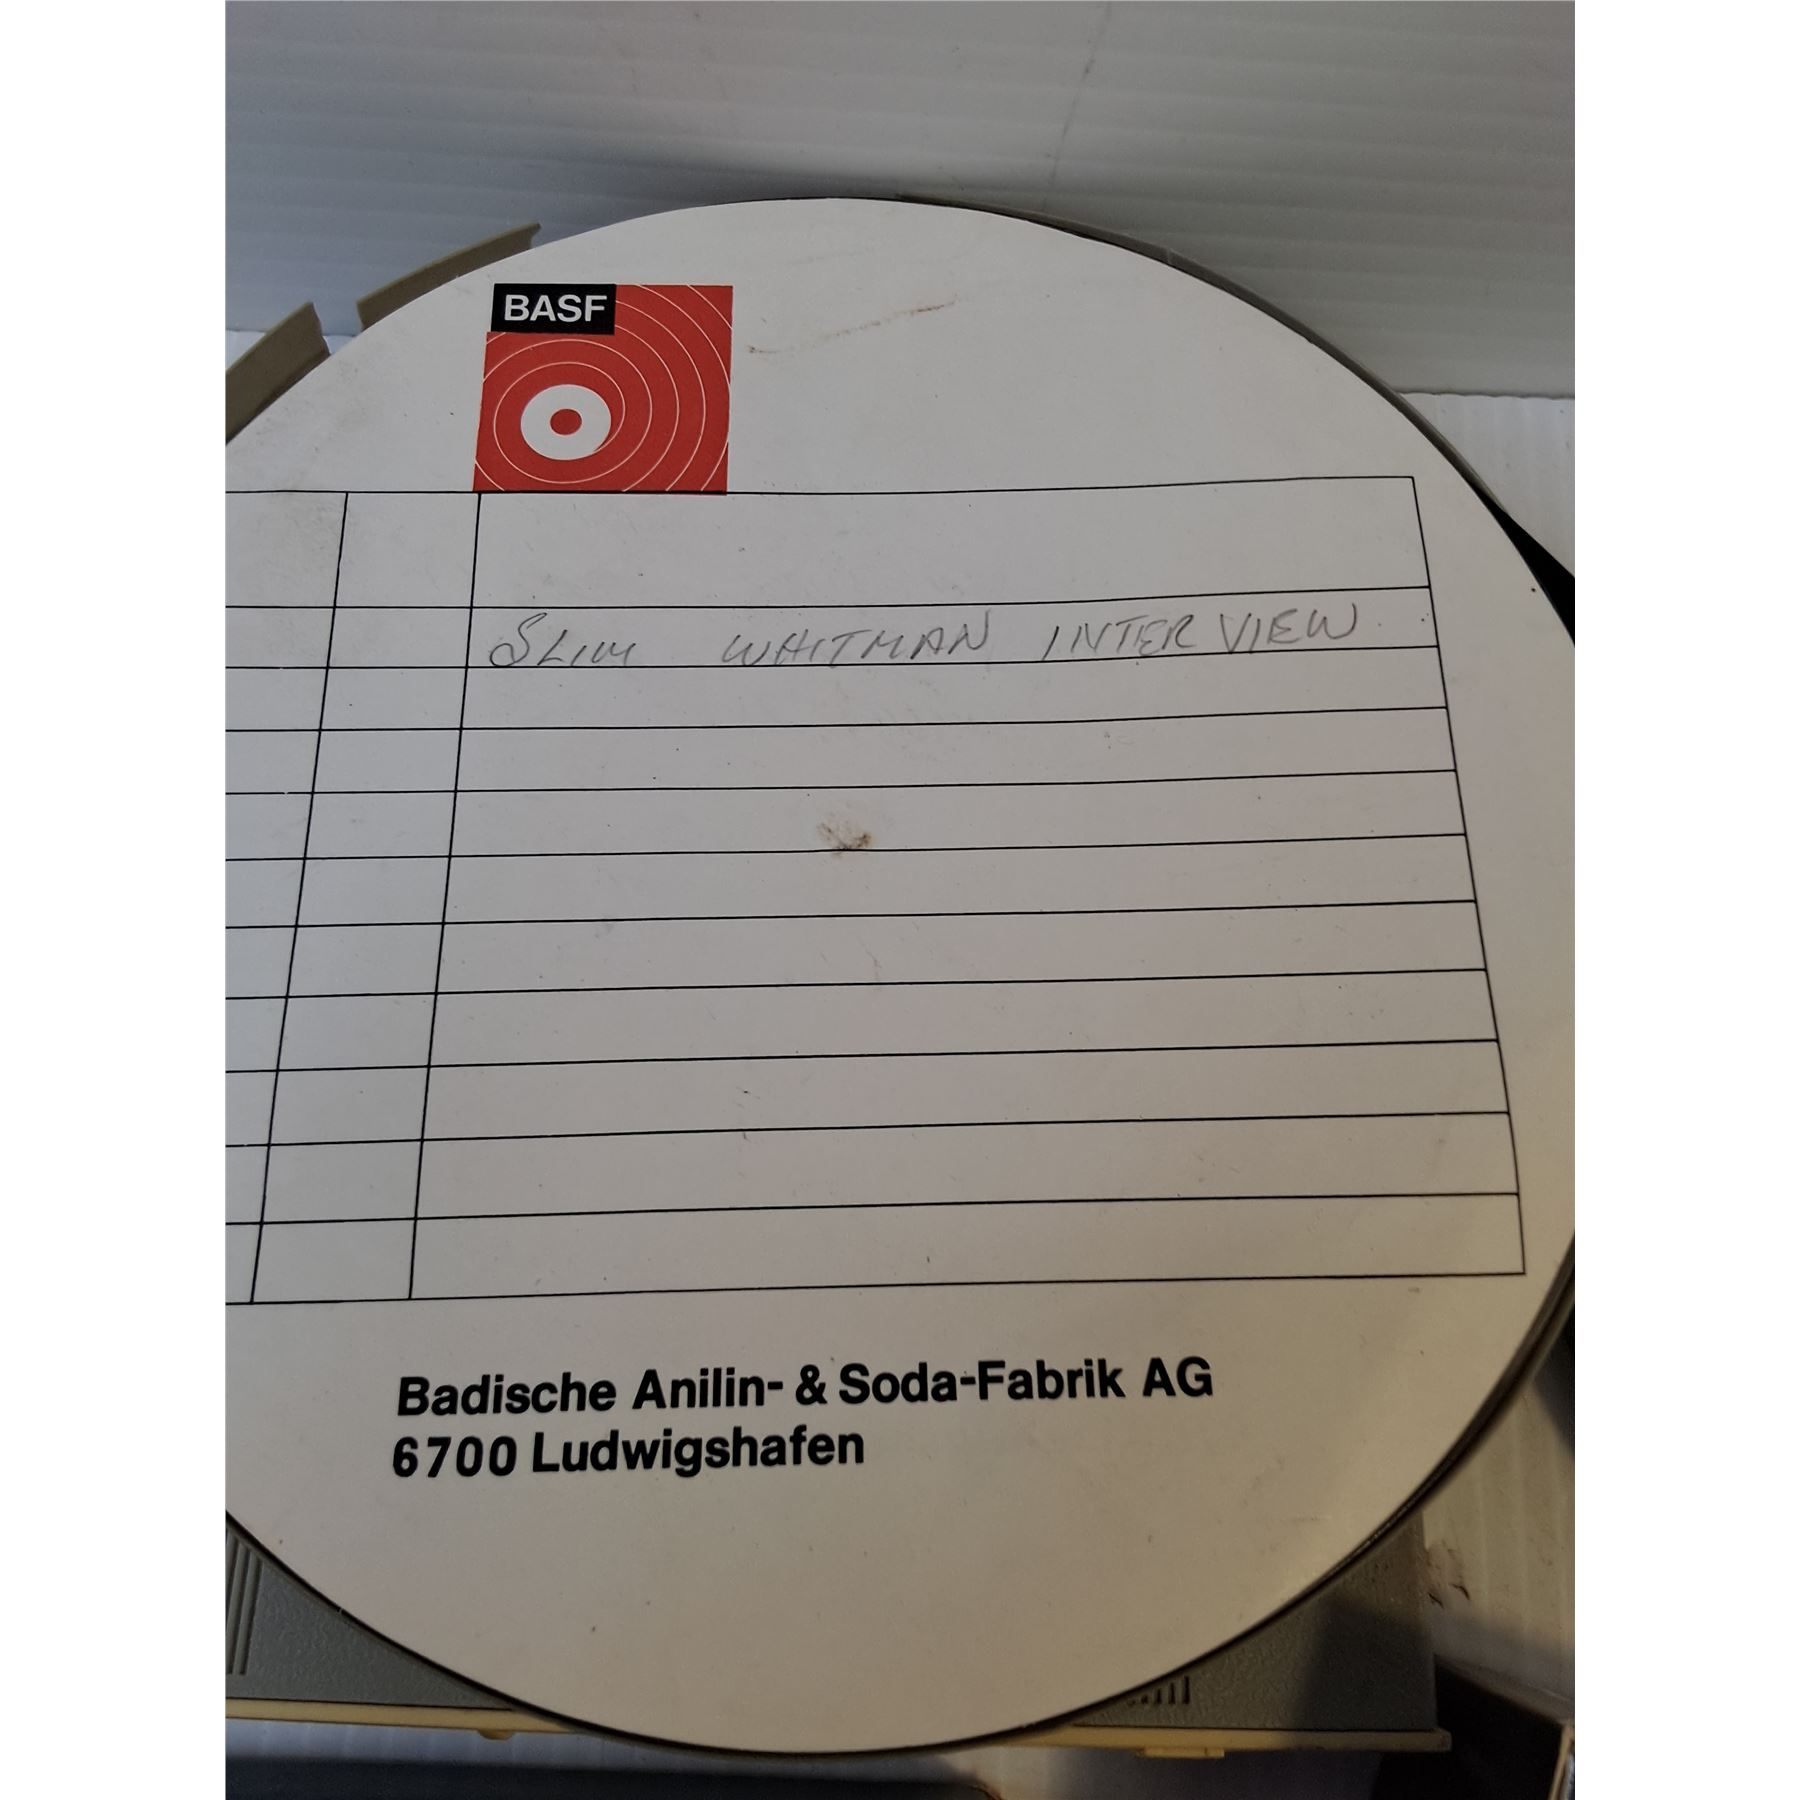 BASF
SLIM WHITMAN INTERVIEW
Badische Anilin- & Soda-Fabrik AG
6700 Ludwigshafen